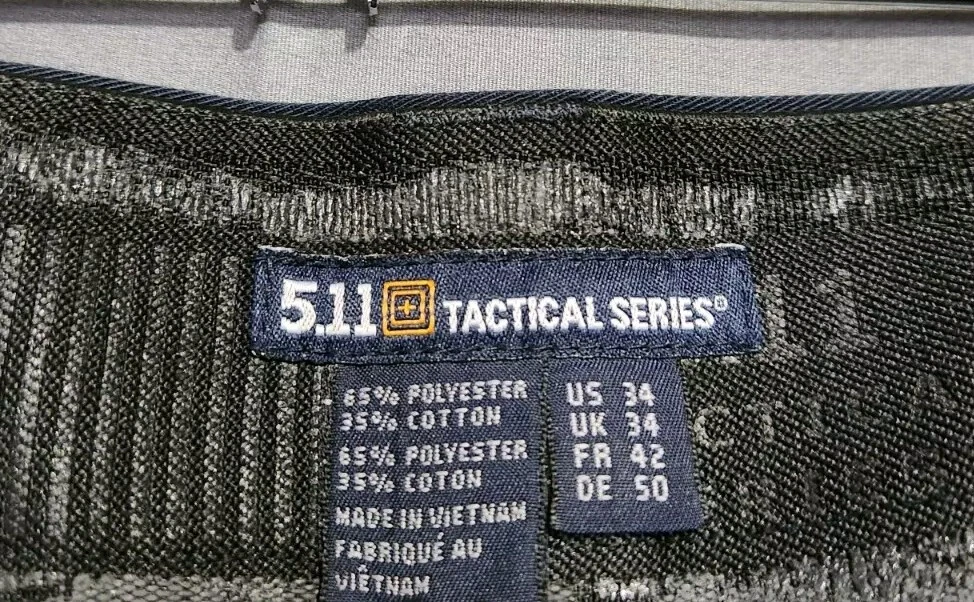 5.11 TACTICAL SERIES®
65% POLYESTER
35% COTTON
65% POLYESTER
35% COTON
MADE IN VIETNAM
FABRIQUÉ AU
VIÊTNAM
US 34
UK 34
FR 42
DE 50